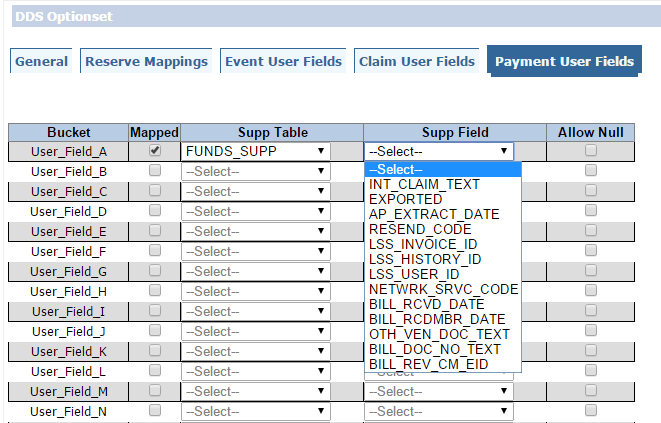 DDS Optionset
General Reserve Mappings Event User Fields Claim User Fields Payment User Fields
Bucket Mapped Supp Table Supp Field Allow Null
User_Field_A FUNDS_SUPP --Select--
User_Field_B --Select-- --Select--
User_Field_C --Select-- INT_CLAIM_TEXT
EXPORTED
User_Field_D --Select-- AP_EXTRACT_DATE
User_Field_E --Select-- RESEND_CODE
LSS_INVOICE_ID
User_Field_F --Select-- LSS_HISTORY_ID
User_Field_G --Select-- LSS_USER_ID
User_Field_H --Select-- NETWRK_SRVC_CODE
User_Field_I --Select-- BILL_RCVD_DATE
BILL_RCDMBR_DATE
User_Field_J --Select-- OTH_VEN_DOC_TEXT
User_Field_K --Select-- BILL_DOC_NO_TEXT
User_Field_L --Select-- BILL_REV_CM_EID
User_Field_M --Select-- --Select--
User_Field_N --Select-- --Select--